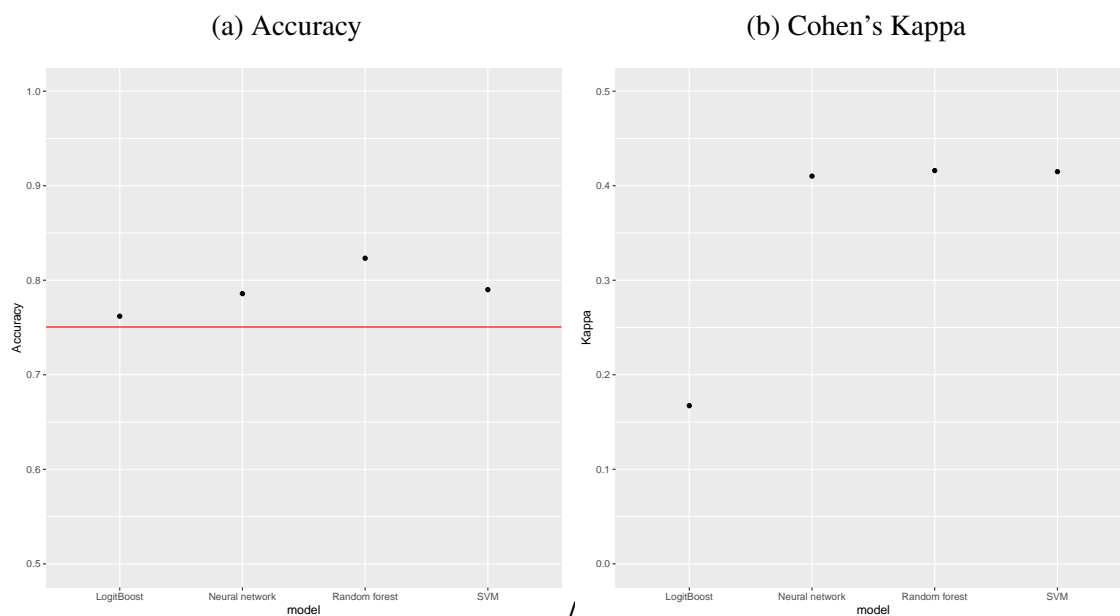 (a) Accuracy
1.0
0.9
0.8
0.7
0.6
0.5
Accuracy
LogitBoost Neural network Random forest SVM
model
(b) Cohen's Kappa
0.5
0.4
0.3
0.2
0.1
0.0
Kappa
LogitBoost Neural network Random forest SVM
model